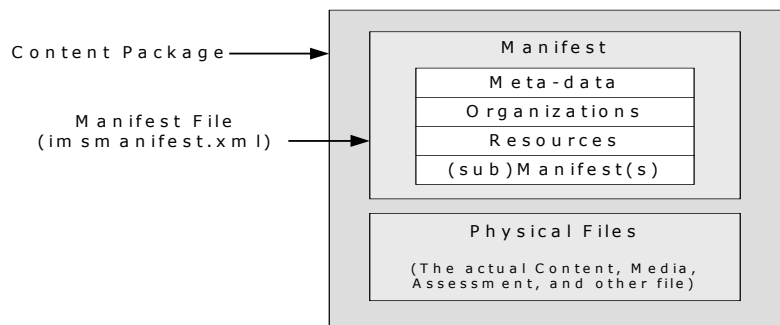 Content Package
Manifest File
(imsmanifest.xml)
Manifest
Meta-data
Organizations
Resources
(sub)Manifest(s)
Physical Files
(The actual Content, Media,
Assessment, and other file)